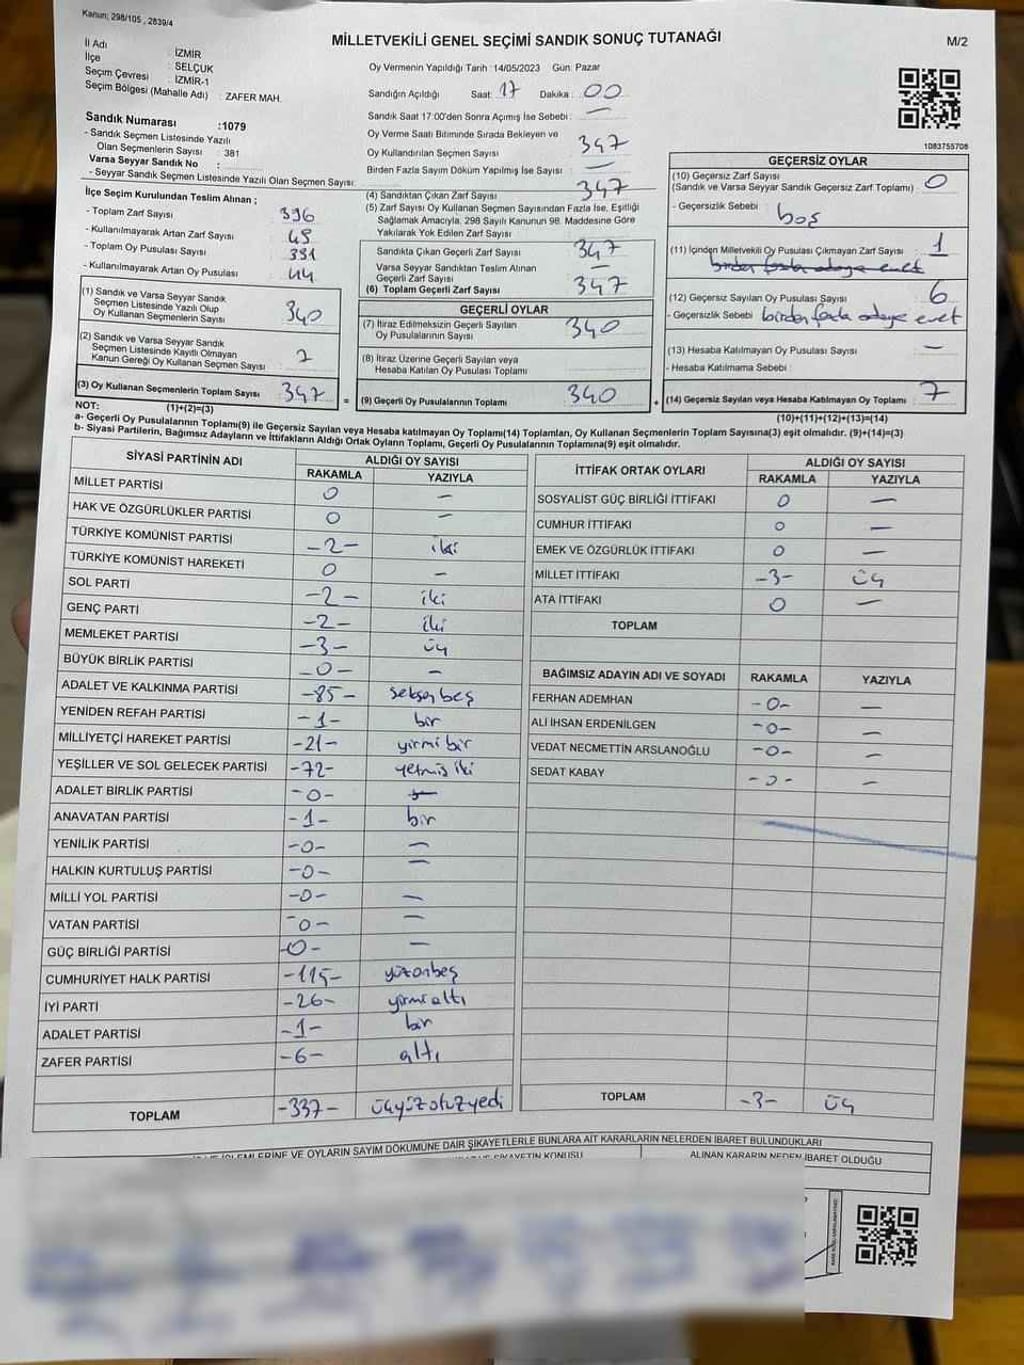 Kanun; 298/105 , 2839/4
MİLLETVEKİLİ GENEL SEÇİMİ SANDIK SONUÇ TUTANAĞI
M/2
İl Adı İZMİR
İlçe SELÇUK
Seçim Çevresi İZMİR-1
Seçim Bölgesi (Mahalle Adı) : ZAFER MAH.
Sandık Numarası :1079
- Sandık Seçmen Listesinde Yazılı
Olan Seçmenlerin Sayısı : 381
Varsa Seyyar Sandık No :
- Seyyar Sandık Seçmen Listesinde Yazılı Olan Seçmen Sayısı:
Oy Vermenin Yapıldığı Tarih :14/05/2023 Gün: Pazar
Sandığın Açıldığı Saat: 17 Dakika : 00
Sandık Saat 17:00'den Sonra Açımış İse Sebebi : —
Oy Verme Saati Bitiminde Sırada Bekleyen ve
Oy Kullandırılan Seçmen Sayısı 347
Birden Fazla Sayım Döküm Yapılmış İse Sayısı : —
1083755708
İlçe Seçim Kurulundan Teslim Alınan ;
- Toplam Zarf Sayısı 396
- Kullanılmayarak Artan Zarf Sayısı 49
- Toplam Oy Pusulası Sayısı 391
- Kullanılmayarak Artan Oy Pusulası 44
(1) Sandık ve Varsa Seyyar Sandık
Seçmen Listesinde Yazılı Olup
Oy Kullanan Seçmenlerin Sayısı 340
(2) Sandık ve Varsa Seyyar Sandık
Seçmen Listesinde Kayıtlı Olmayan
Kanun Gereği Oy Kullanan Seçmen Sayısı 7
(3) Oy Kullanan Seçmenlerin Toplam Sayısı 347 =
(1)+(2)=(3)
(4) Sandıktan Çıkan Zarf Sayısı 347
(5) Zarf Sayısı Oy Kullanan Seçmen Sayısından Fazla İse, Eşitliği
Sağlamak Amacıyla, 298 Sayılı Kanunun 98. Maddesine Göre
Yakılarak Yok Edilen Zarf Sayısı
Sandıkta Çıkan Geçerli Zarf Sayısı 347
Varsa Seyyar Sandıktan Teslim Alınan
Geçerli Zarf Sayısı —
(6) Toplam Geçerli Zarf Sayısı 347
GEÇERLİ OYLAR
(7) İtiraz Edilmeksizin Geçerli Sayılan
Oy Pusulalarının Sayısı 340
(8) İtiraz Üzerine Geçerli Sayılan veya
Hesaba Katılan Oy Pusulası Toplamı
(9) Geçerli Oy Pusulalarının Toplamı 340 +
GEÇERSİZ OYLAR
(10) Geçersiz Zarf Sayısı
(Sandık ve Varsa Seyyar Sandık Geçersiz Zarf Toplamı) : 0
- Geçersizlik Sebebi : boş
(11) İçinden Milletvekili Oy Pusulası Çıkmayan Zarf Sayısı : 1
birden fazla adaya evet
(12) Geçersiz Sayılan Oy Pusulası Sayısı : 6
- Geçersizlik Sebebi birden fazla adaya evet
(13) Hesaba Katılmayan Oy Pusulası Sayısı : —
- Hesaba Katılmama Sebebi :
(14) Geçersiz Sayılan veya Hesaba Katılmayan Oy Toplamı : 7
(10)+(11)+(12)+(13)=(14)
NOT:
a- Geçerli Oy Pusulaları Toplamı(9) ile Geçersiz Sayılan veya Hesaba katılmayan Oy Toplamı(14) Toplamları, Oy Kullanan Seçmenlerin Toplam Sayısına(3) eşit olmalıdır. (9)+(14)=(3)
b- Siyasi Partilerin, Bağımsız Adayların ve İttifakların Aldığı Ortak Oyların Toplamı, Geçerli Oy Pusulalarının Toplamına(9) eşit olmalıdır.
SİYASİ PARTİNİN ADI ALDIĞI OY SAYISI
RAKAMLA YAZIYLA
MİLLET PARTİSİ 0 —
HAK VE ÖZGÜRLÜKLER PARTİSİ 0 —
TÜRKİYE KOMÜNİST PARTİSİ -2- iki
TÜRKİYE KOMÜNİST HAREKETİ 0 —
SOL PARTİ -2- iki
GENÇ PARTİ -2- iki
MEMLEKET PARTİSİ -3- üç
BÜYÜK BİRLİK PARTİSİ -0- —
ADALET VE KALKINMA PARTİSİ -85- seksen beş
YENİDEN REFAH PARTİSİ -1- bir
MİLLİYETÇİ HAREKET PARTİSİ -21- yirmi bir
YEŞİLLER VE SOL GELECEK PARTİSİ -72- yetmiş iki
ADALET BİRLİK PARTİSİ -0- —
ANAVATAN PARTİSİ -1- bir
YENİLİK PARTİSİ -0- —
HALKIN KURTULUŞ PARTİSİ -0- —
MİLLİ YOL PARTİSİ -0- —
VATAN PARTİSİ -0- —
GÜÇ BİRLİĞİ PARTİSİ -0- —
CUMHURİYET HALK PARTİSİ -115- yüzonbeş
İYİ PARTİ -26- yirmi altı
ADALET PARTİSİ -1- bir
ZAFER PARTİSİ -6- altı
TOPLAM -337- üçyüzotuzyedi
İTTİFAK ORTAK OYLARI ALDIĞI OY SAYISI
RAKAMLA YAZIYLA
SOSYALİST GÜÇ BİRLİĞİ İTTİFAKI 0 —
CUMHUR İTTİFAKI 0 —
EMEK VE ÖZGÜRLÜK İTTİFAKI 0 —
MİLLET İTTİFAKI -3- üç
ATA İTTİFAKI 0 —
TOPLAM
BAĞIMSIZ ADAYIN ADI VE SOYADI RAKAMLA YAZIYLA
FERHAN ADEMHAN -0- —
ALİ İHSAN ERDENİLGEN -0- —
VEDAT NECMETTİN ARSLANOĞLU -0- —
SEDAT KABAY -0- —
TOPLAM -3- üç
İŞLEMLERİNE VE OYLARIN SAYIM DÖKÜMÜNE DAİR ŞİKAYETLERLE BUNLARA AİT KARARLARIN NELERDEN İBARET BULUNDUKLARI
ŞİKAYETİN KONUSU ALINAN KARARIN NEDEN İBARET OLDUĞU